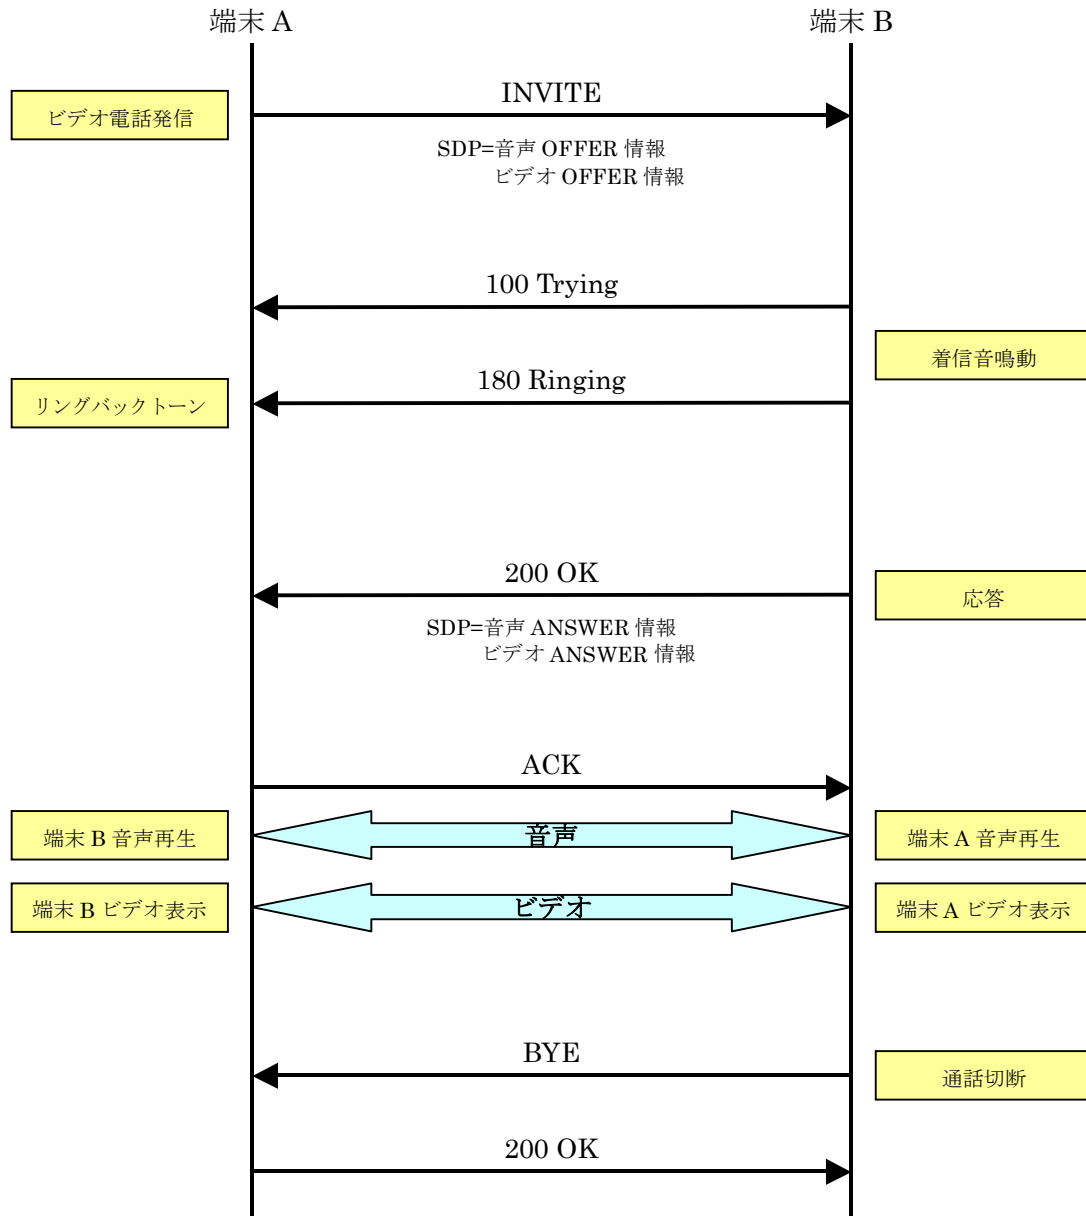 端末 A
端末 B
INVITE
ビデオ電話発信
SDP=音声 OFFER 情報
ビデオ OFFER 情報
100 Trying
着信音鳴動
180 Ringing
リングバックトーン
200 OK
応答
SDP=音声 ANSWER 情報
ビデオ ANSWER 情報
ACK
端末 B 音声再生
音声
端末 A 音声再生
端末 B ビデオ表示
ビデオ
端末 A ビデオ表示
BYE
通話切断
200 OK